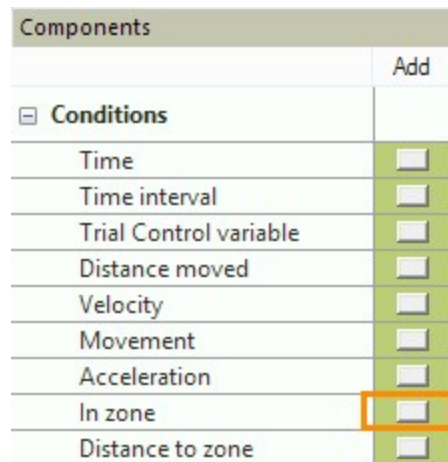 Components
Add
Conditions
Time
Time interval
Trial Control variable
Distance moved
Velocity
Movement
Acceleration
In zone
Distance to zone